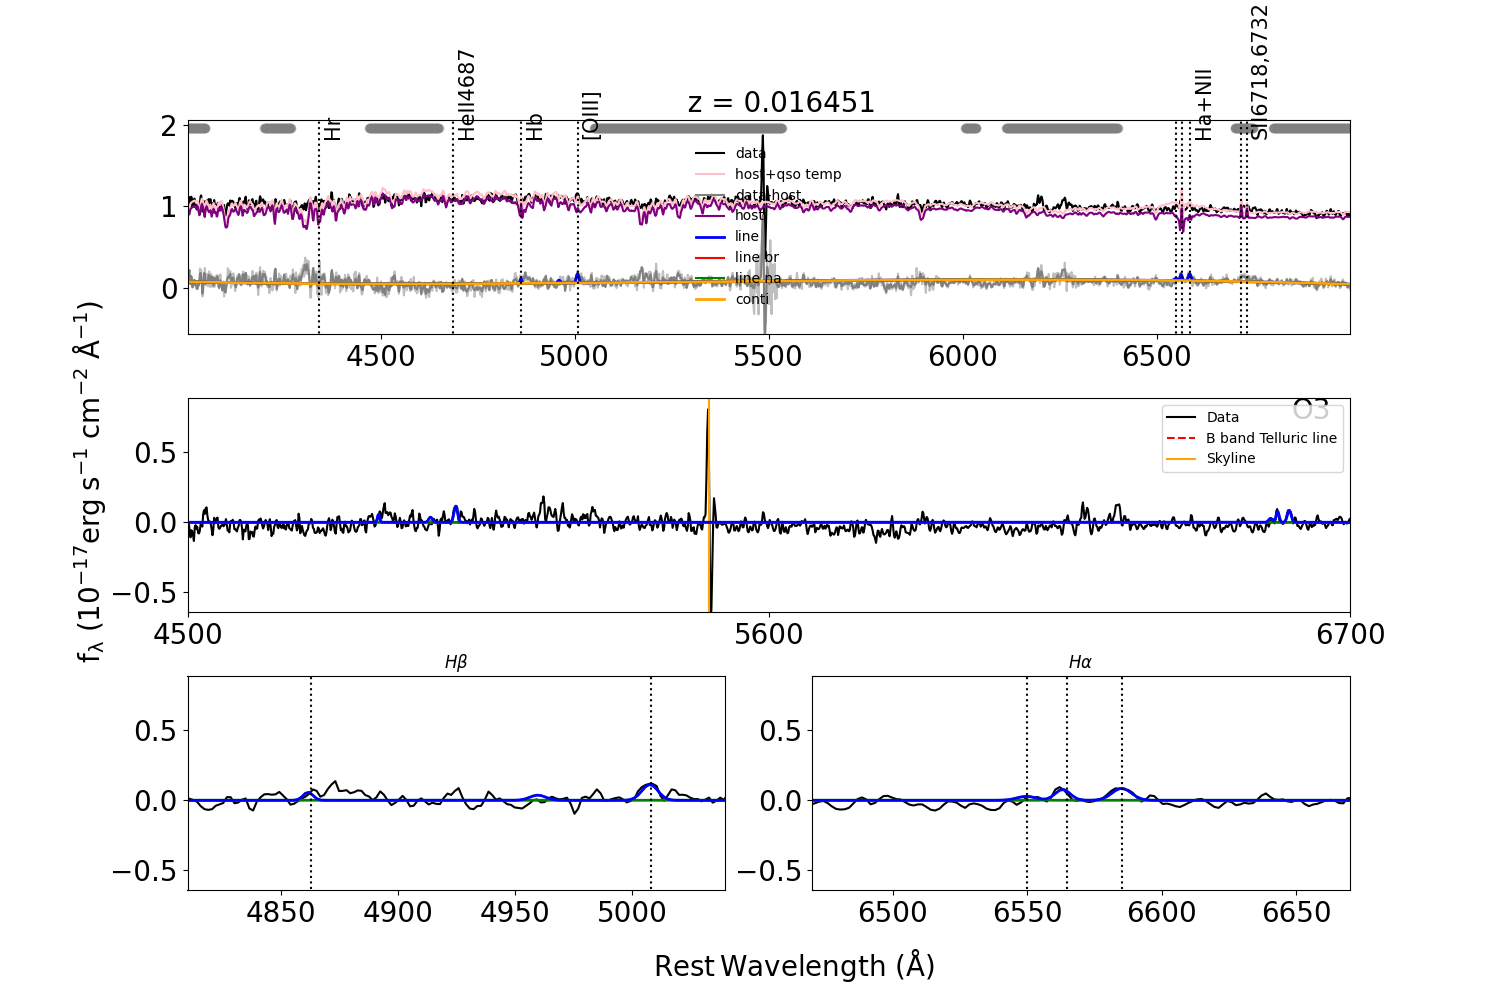 z = 0.016451
Hr
HeII4687
Hb
[OIII]
Ha+NII
SII6718,6732
2
1
0
data
host+qso temp
data-host
host
line
line br
line na
conti
4500 5000 5500 6000 6500
fλ (10⁻¹⁷erg s⁻¹ cm⁻² Å⁻¹)
O3
0.5
0.0
−0.5
Data
B band Telluric line
Skyline
4500 5600 6700
Hβ
0.5
0.0
−0.5
4850 4900 4950 5000
Hα
0.5
0.0
−0.5
6500 6550 6600 6650
Rest Wavelength (Å)